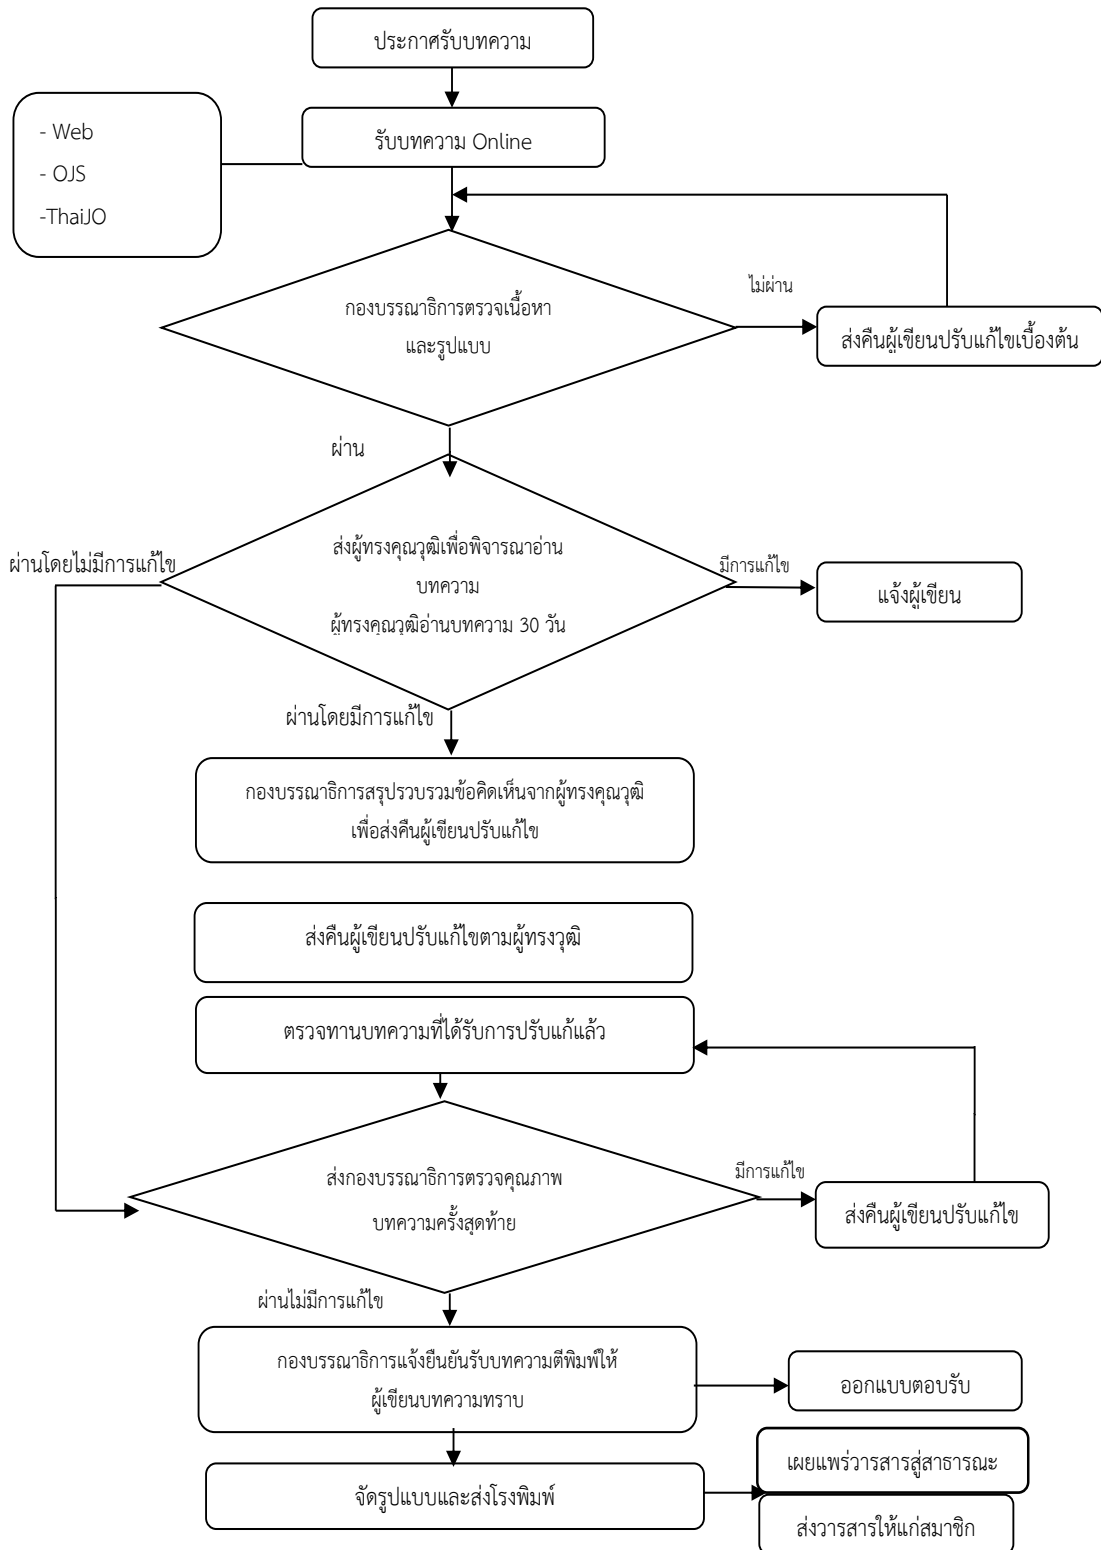 ประกาศรับบทความ
- Web
- OJS
-ThaiJO
รับบทความ Online
กองบรรณาธิการตรวจเนื้อหา
และรูปแบบ
ไม่ผ่าน
ส่งคืนผู้เขียนปรับแก้ไขเบื้องต้น
ผ่าน
ผ่านโดยไม่มีการแก้ไข
ส่งผู้ทรงคุณวุฒิเพื่อพิจารณาอ่าน
บทความ
ผู้ทรงคุณวุฒิอ่านบทความ 30 วัน
มีการแก้ไข
แจ้งผู้เขียน
ผ่านโดยมีการแก้ไข
กองบรรณาธิการสรุปรวบรวมข้อคิดเห็นจากผู้ทรงคุณวุฒิ
เพื่อส่งคืนผู้เขียนปรับแก้ไข
ส่งคืนผู้เขียนปรับแก้ไขตามผู้ทรงวุฒิ
ตรวจทานบทความที่ได้รับการปรับแก้แล้ว
ส่งกองบรรณาธิการตรวจคุณภาพ
บทความครั้งสุดท้าย
มีการแก้ไข
ส่งคืนผู้เขียนปรับแก้ไข
ผ่านไม่มีการแก้ไข
กองบรรณาธิการแจ้งยืนยันรับบทความตีพิมพ์ให้
ผู้เขียนบทความทราบ
ออกแบบตอบรับ
จัดรูปแบบและส่งโรงพิมพ์
เผยแพร่วารสารสู่สาธารณะ
ส่งวารสารให้แก่สมาชิก